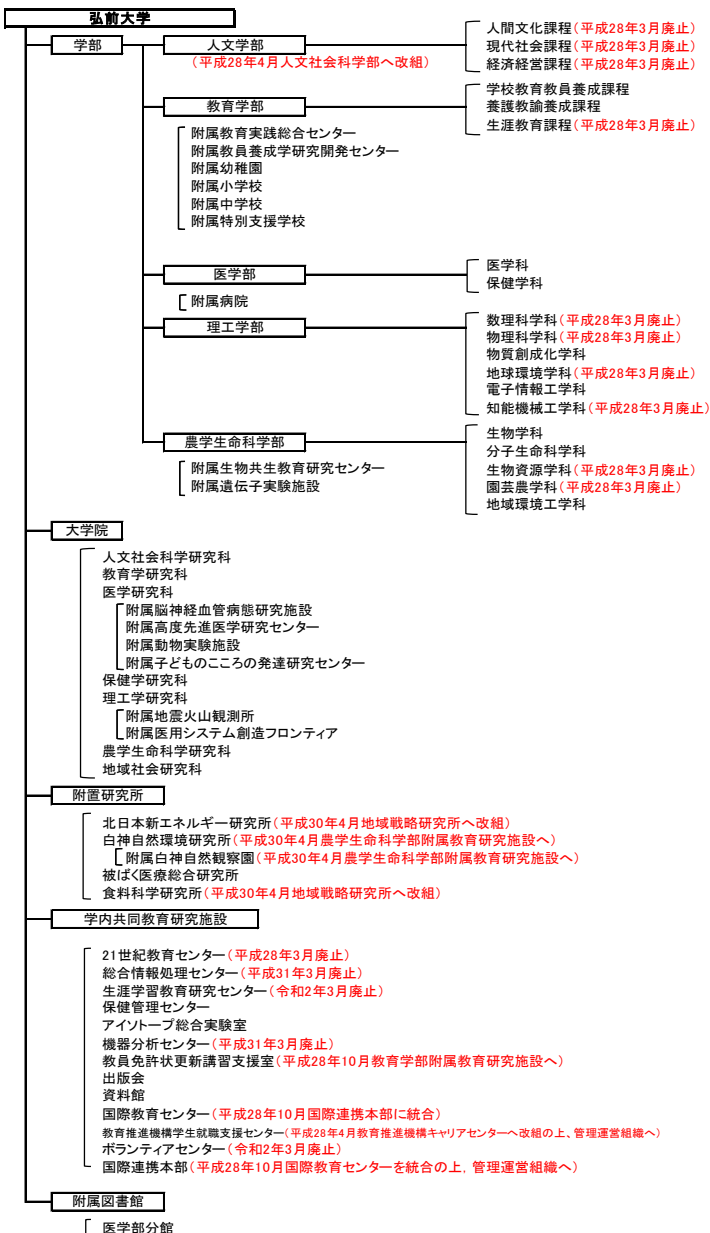 弘前大学
学部
人文学部
(平成28年4月人文社会科学部へ改組)
人間文化課程(平成28年3月廃止)
現代社会課程(平成28年3月廃止)
経済経営課程(平成28年3月廃止)
教育学部
学校教育教員養成課程
養護教諭養成課程
生涯教育課程(平成28年3月廃止)
附属教育実践総合センター
附属教員養成学研究開発センター
附属幼稚園
附属小学校
附属中学校
附属特別支援学校
医学部
医学科
保健学科
附属病院
理工学部
数理科学科(平成28年3月廃止)
物理科学科(平成28年3月廃止)
物質創成化学科
地球環境学科(平成28年3月廃止)
電子情報工学科
知能機械工学科(平成28年3月廃止)
農学生命科学部
生物学科
分子生命科学科
生物資源学科(平成28年3月廃止)
園芸農学科(平成28年3月廃止)
地域環境工学科
附属生物共生教育研究センター
附属遺伝子実験施設
大学院
人文社会科学研究科
教育学研究科
医学研究科
附属脳神経血管病態研究施設
附属高度先進医学研究センター
附属動物実験施設
附属子どものこころの発達研究センター
保健学研究科
理工学研究科
附属地震火山観測所
附属医用システム創造フロンティア
農学生命科学研究科
地域社会研究科
附置研究所
北日本新エネルギー研究所(平成30年4月地域戦略研究所へ改組)
白神自然環境研究所(平成30年4月農学生命科学部附属教育研究施設へ)
附属白神自然観察園(平成30年4月農学生命科学部附属教育研究施設へ)
被ばく医療総合研究所
食料科学研究所(平成30年4月地域戦略研究所へ改組)
学内共同教育研究施設
21世紀教育センター(平成28年3月廃止)
総合情報処理センター(平成31年3月廃止)
生涯学習教育研究センター(令和2年3月廃止)
保健管理センター
アイソトープ総合実験室
機器分析センター(平成31年3月廃止)
教員免許状更新講習支援室(平成28年10月教育学部附属教育研究施設へ)
出版会
資料館
国際教育センター(平成28年10月国際連携本部に統合)
教育推進機構学生就職支援センター(平成28年4月教育推進機構キャリアセンターへ改組の上、管理運営組織へ)
ボランティアセンター(令和2年3月廃止)
国際連携本部(平成28年10月国際教育センターを統合の上, 管理運営組織へ)
附属図書館
医学部分館